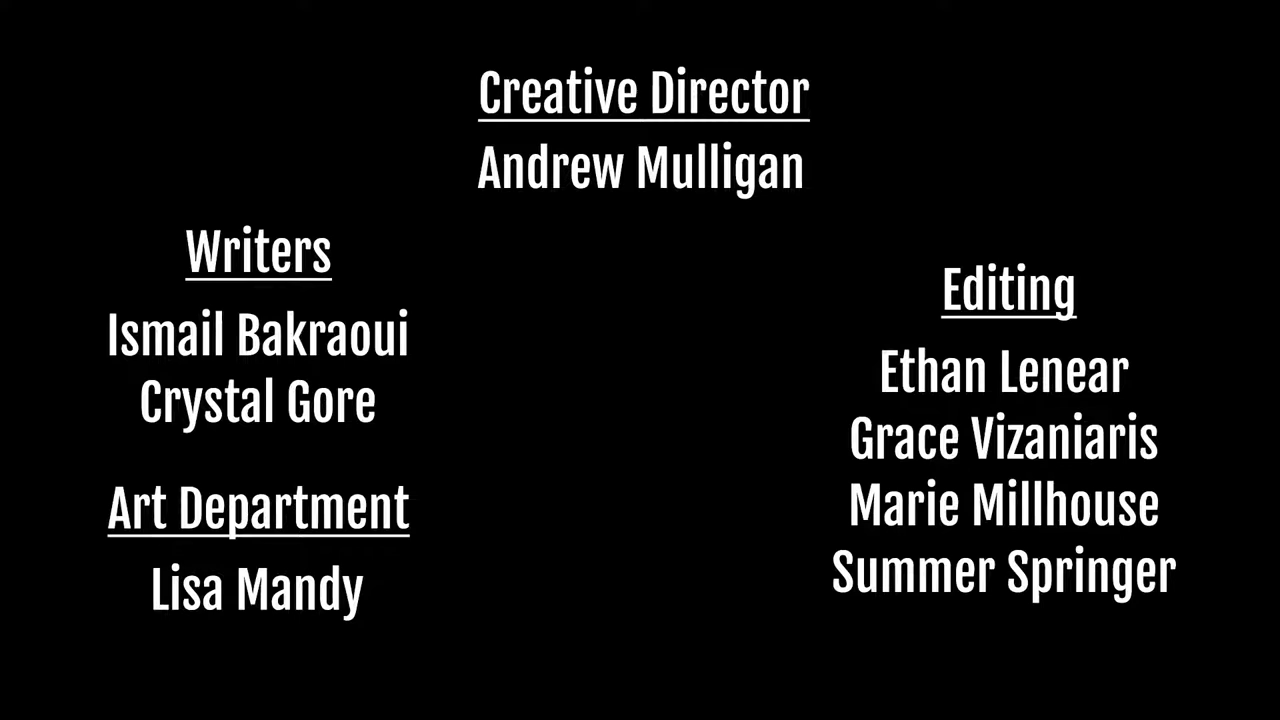 Creative Director
Andrew Mulligan
Writers
Ismail Bakraoui
Crystal Gore
Art Department
Lisa Mandy
Editing
Ethan Lenear
Grace Vizaniaris
Marie Millhouse
Summer Springer